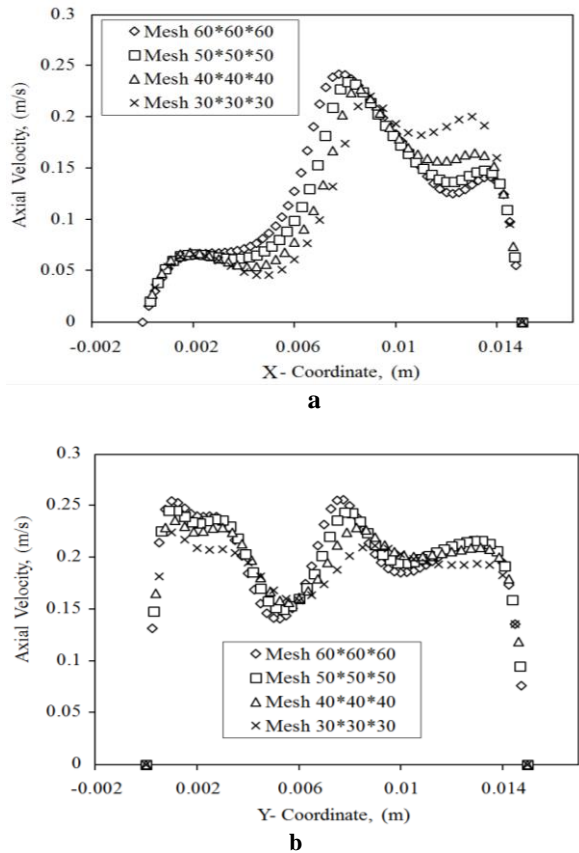 0.3
0.25
0.2
0.15
0.1
0.05
0
Axial Velocity, (m/s)
Mesh 60*60*60
Mesh 50*50*50
Mesh 40*40*40
Mesh 30*30*30
-0.002 0.002 0.006 0.01 0.014
X- Coordinate, (m)
a
0.3
0.25
0.2
0.15
0.1
0.05
0
Axial Velocity, (m/s)
Mesh 60*60*60
Mesh 50*50*50
Mesh 40*40*40
Mesh 30*30*30
-0.002 0.002 0.006 0.01 0.014
Y- Coordinate, (m)
b